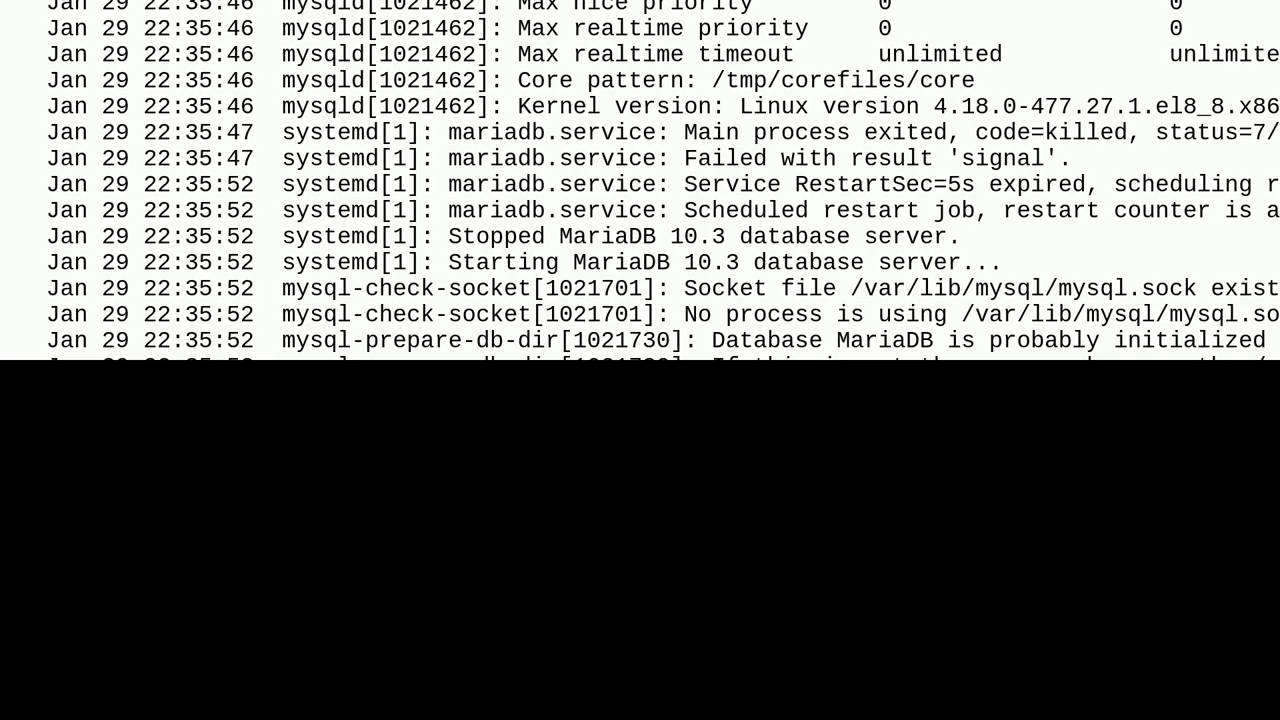 Jan 29 22:35:46  mysqld[1021462]: Max nice priority         0                    0
Jan 29 22:35:46  mysqld[1021462]: Max realtime priority     0                    0
Jan 29 22:35:46  mysqld[1021462]: Max realtime timeout      unlimited            unlimite
Jan 29 22:35:46  mysqld[1021462]: Core pattern: /tmp/corefiles/core
Jan 29 22:35:46  mysqld[1021462]: Kernel version: Linux version 4.18.0-477.27.1.el8_8.x86
Jan 29 22:35:47  systemd[1]: mariadb.service: Main process exited, code=killed, status=7/
Jan 29 22:35:47  systemd[1]: mariadb.service: Failed with result 'signal'.
Jan 29 22:35:52  systemd[1]: mariadb.service: Service RestartSec=5s expired, scheduling r
Jan 29 22:35:52  systemd[1]: mariadb.service: Scheduled restart job, restart counter is a
Jan 29 22:35:52  systemd[1]: Stopped MariaDB 10.3 database server.
Jan 29 22:35:52  systemd[1]: Starting MariaDB 10.3 database server...
Jan 29 22:35:52  mysql-check-socket[1021701]: Socket file /var/lib/mysql/mysql.sock exist
Jan 29 22:35:52  mysql-check-socket[1021701]: No process is using /var/lib/mysql/mysql.so
Jan 29 22:35:52  mysql-prepare-db-dir[1021730]: Database MariaDB is probably initialized